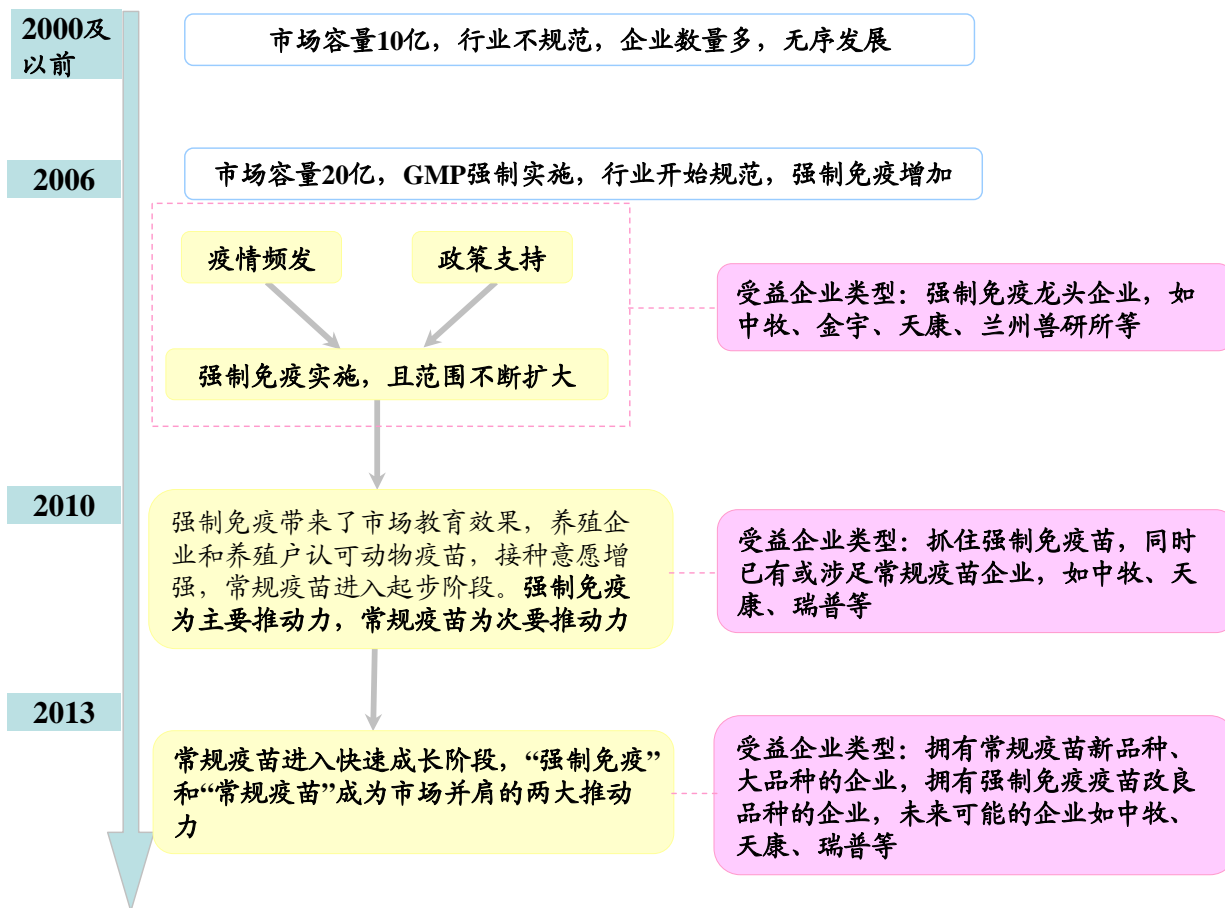 2000及
以前
市场容量10亿，行业不规范，企业数量多，无序发展
2006
市场容量20亿，GMP强制实施，行业开始规范，强制免疫增加
疫情频发
政策支持
强制免疫实施，且范围不断扩大
受益企业类型：强制免疫龙头企业，如
中牧、金宇、天康、兰州兽研所等
2010
强制免疫带来了市场教育效果，养殖企
业和养殖户认可动物疫苗，接种意愿增
强，常规疫苗进入起步阶段。强制免疫
为主要推动力，常规疫苗为次要推动力
受益企业类型：抓住强制免疫苗，同时
已有或涉足常规疫苗企业，如中牧、天
康、瑞普等
2013
常规疫苗进入快速成长阶段，“强制免疫”
和“常规疫苗”成为市场并肩的两大推动
力
受益企业类型：拥有常规疫苗新品种、
大品种的企业，拥有强制免疫疫苗改良
品种的企业，未来可能的企业如中牧、
天康、瑞普等